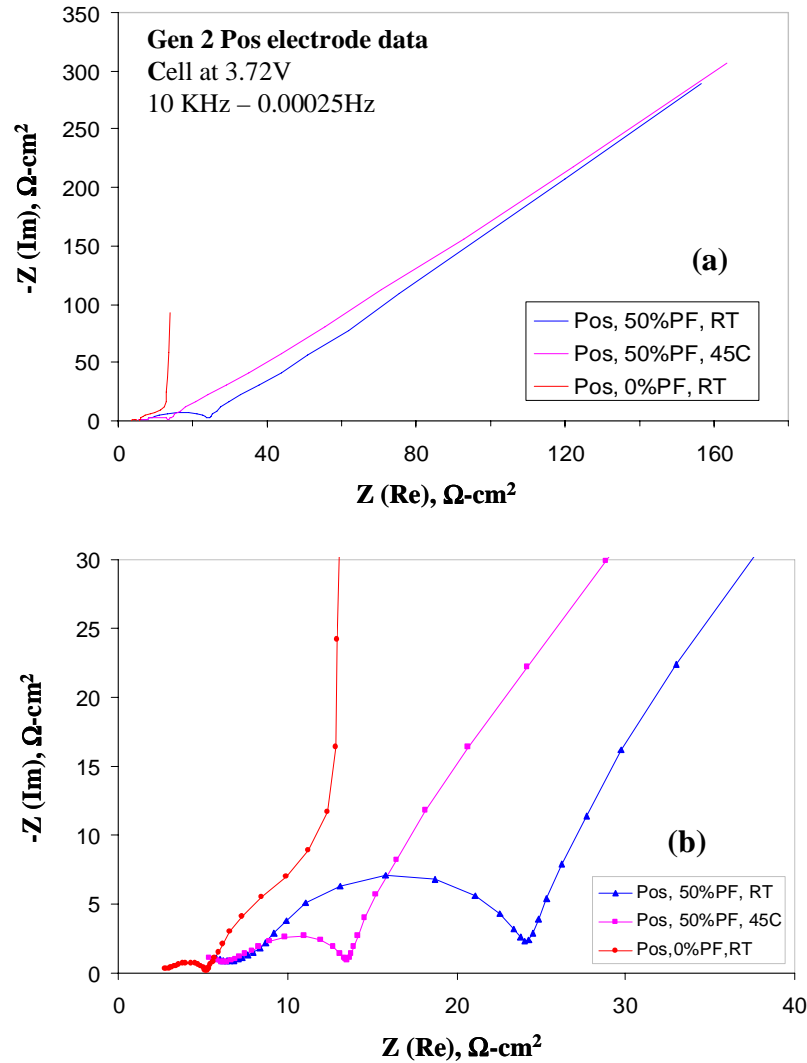 350
300
250
200
150
100
50
0
-Z (Im), Ω-cm²
Gen 2 Pos electrode data
Cell at 3.72V
10 KHz – 0.00025Hz
(a)
Pos, 50%PF, RT
Pos, 50%PF, 45C
Pos, 0%PF, RT
0 40 80 120 160
Z (Re), Ω-cm²
30
25
20
15
10
5
0
-Z (Im), Ω-cm²
(b)
Pos, 50%PF, RT
Pos, 50%PF, 45C
Pos,0%PF,RT
0 10 20 30 40
Z (Re), Ω-cm²